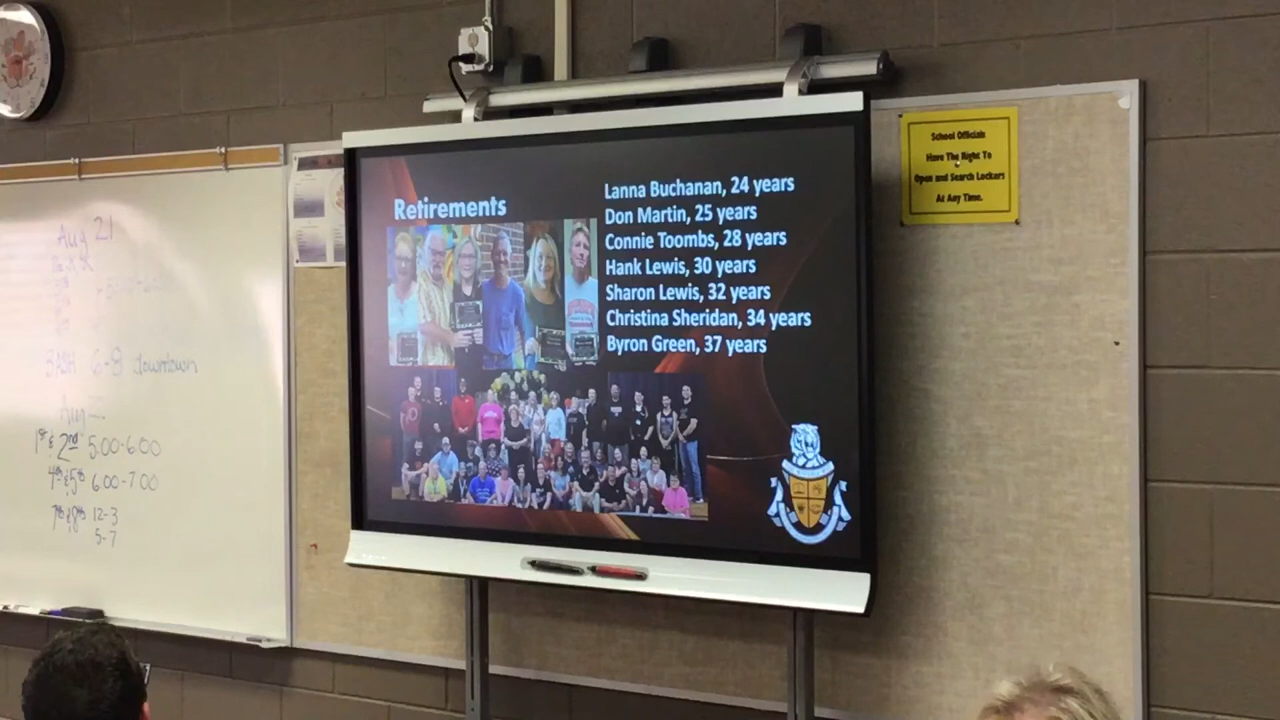 Aug 21
BASH 6-8 downtown
Aug
1st & 2nd 5:00-6:00
4th & 5th 6:00-7:00
7th & 8th 12-3
5-7
Retirements
Lanna Buchanan, 24 years
Don Martin, 25 years
Connie Toombs, 28 years
Hank Lewis, 30 years
Sharon Lewis, 32 years
Christina Sheridan, 34 years
Byron Green, 37 years
School Officials
Have The Right To
Open and Search Lockers
At Any Time.